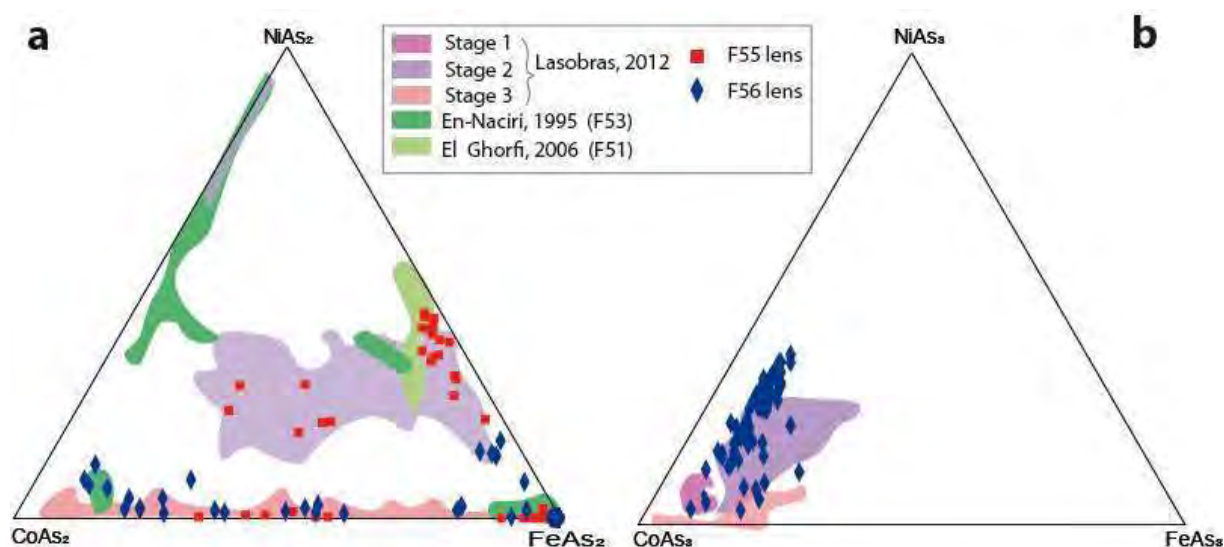 a
b
NiAs₂
NiAs₃
Stage 1
Stage 2
Stage 3
Lasobras, 2012
En-Naciri, 1995 (F53)
El Ghorfi, 2006 (F51)
F55 lens
F56 lens
CoAs₂
FeAs₂
CoAs₃
FeAs₃